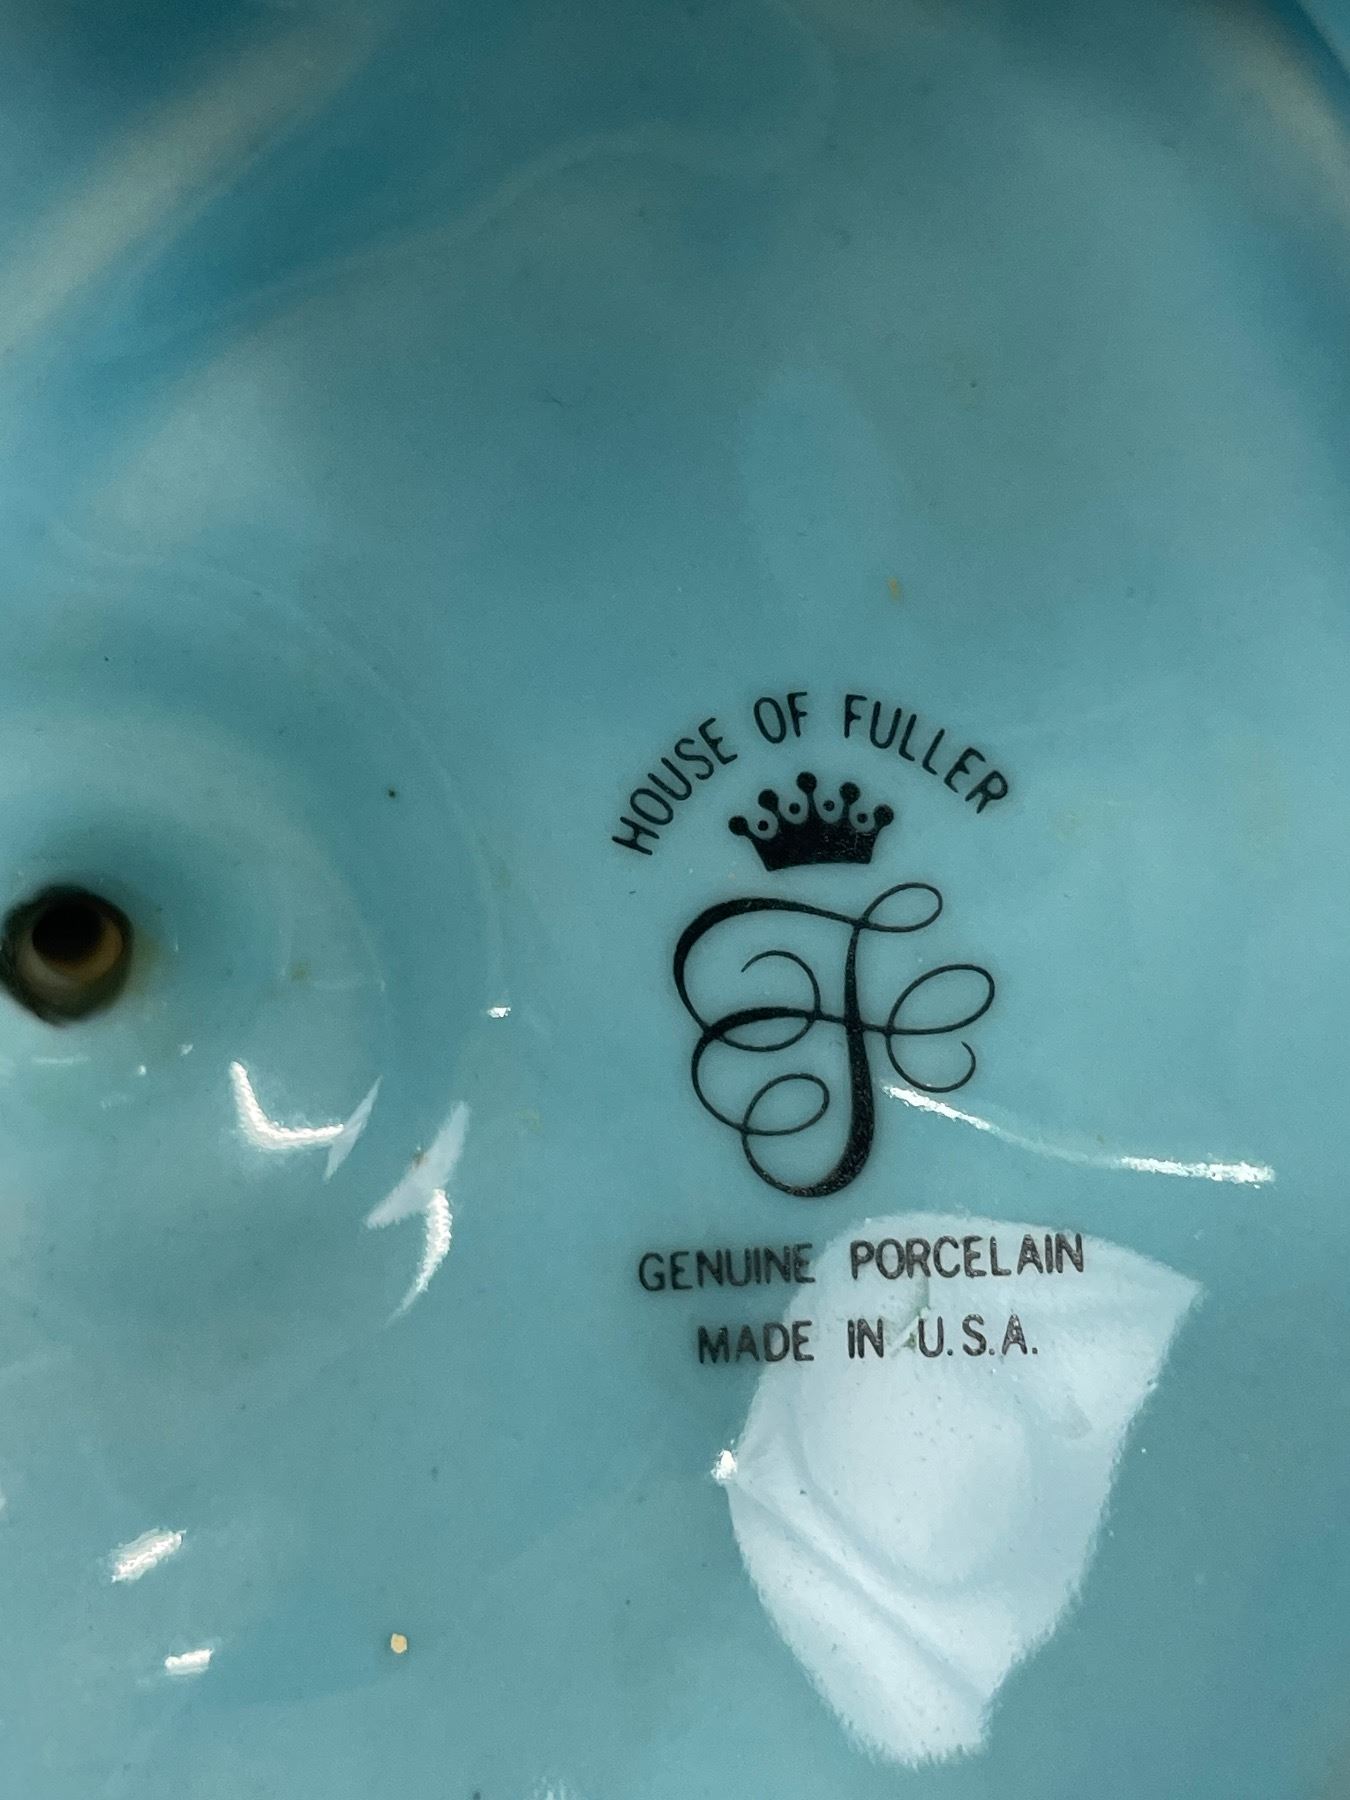 HOUSE OF FULLER
F
GENUINE PORCELAIN
MADE IN U.S.A.